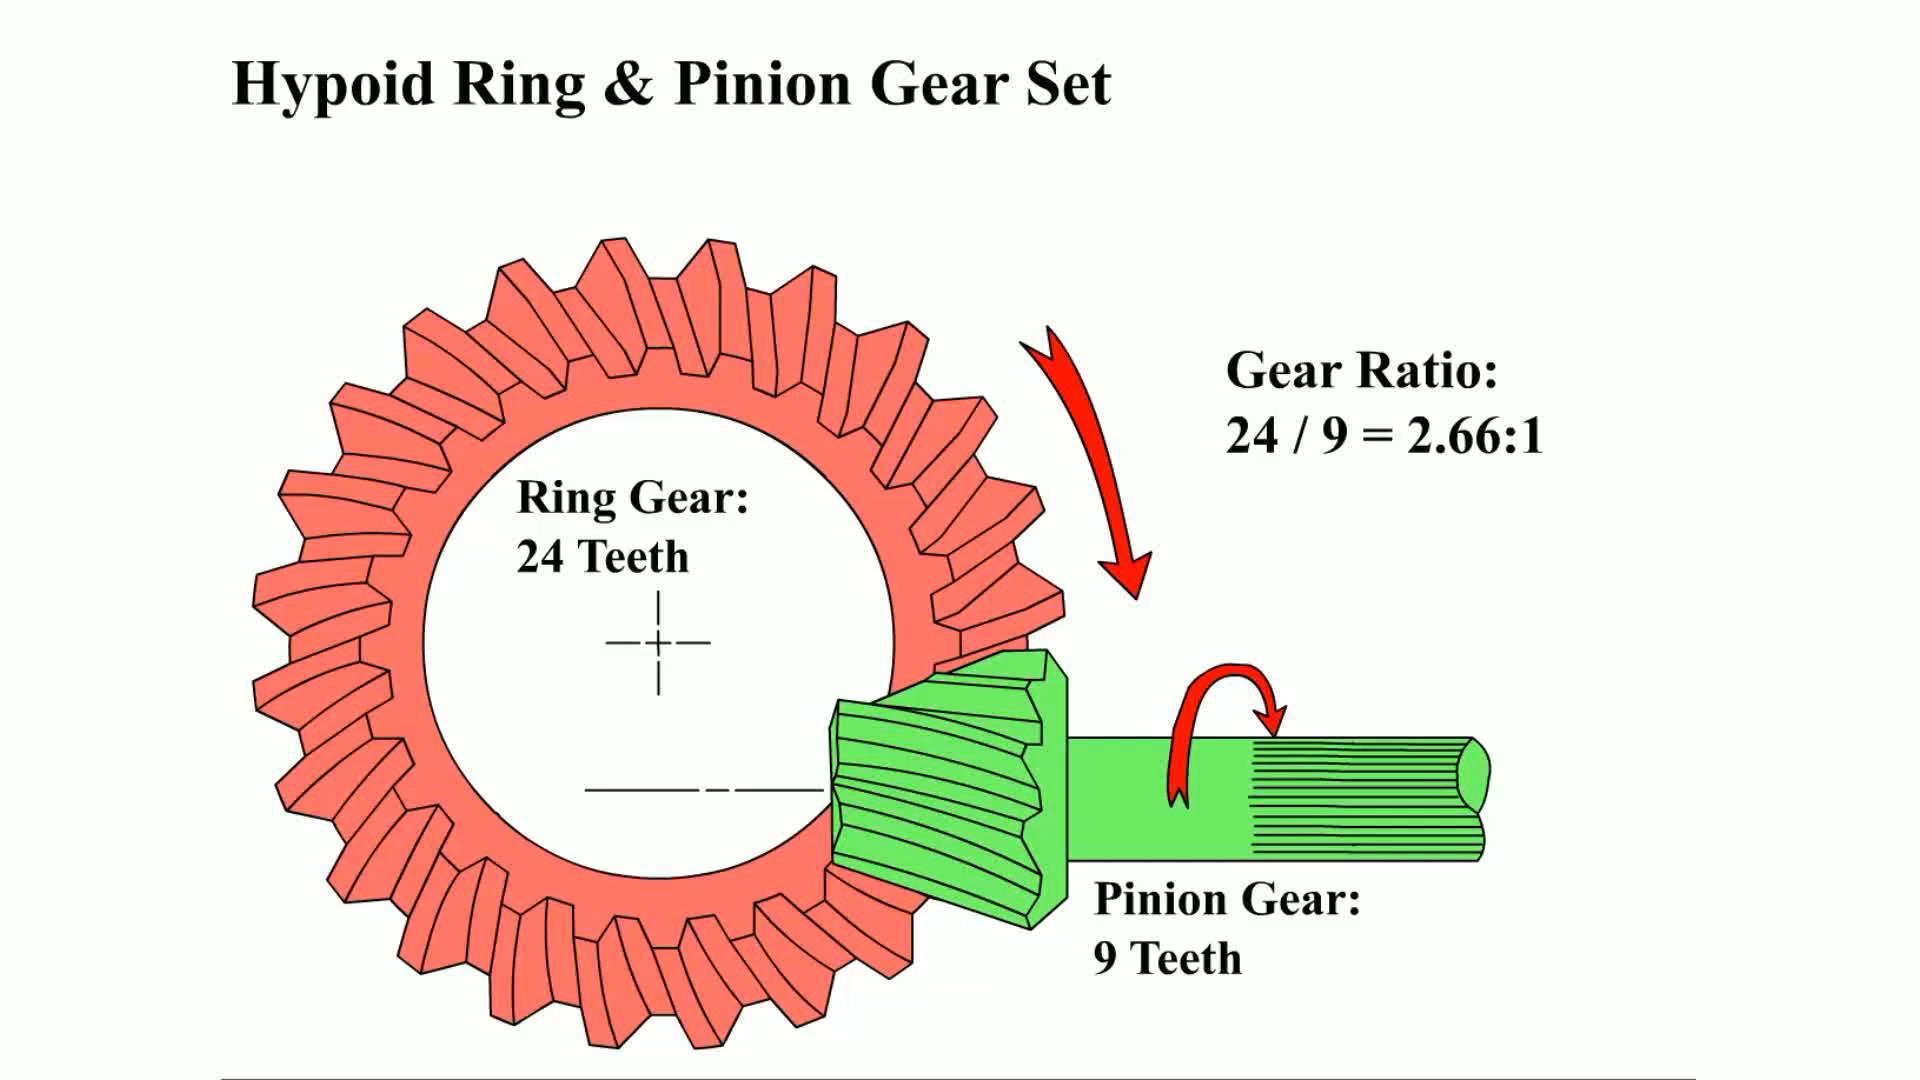 Hypoid Ring & Pinion Gear Set
Gear Ratio:
24 / 9 = 2.66:1
Ring Gear:
24 Teeth
Pinion Gear:
9 Teeth